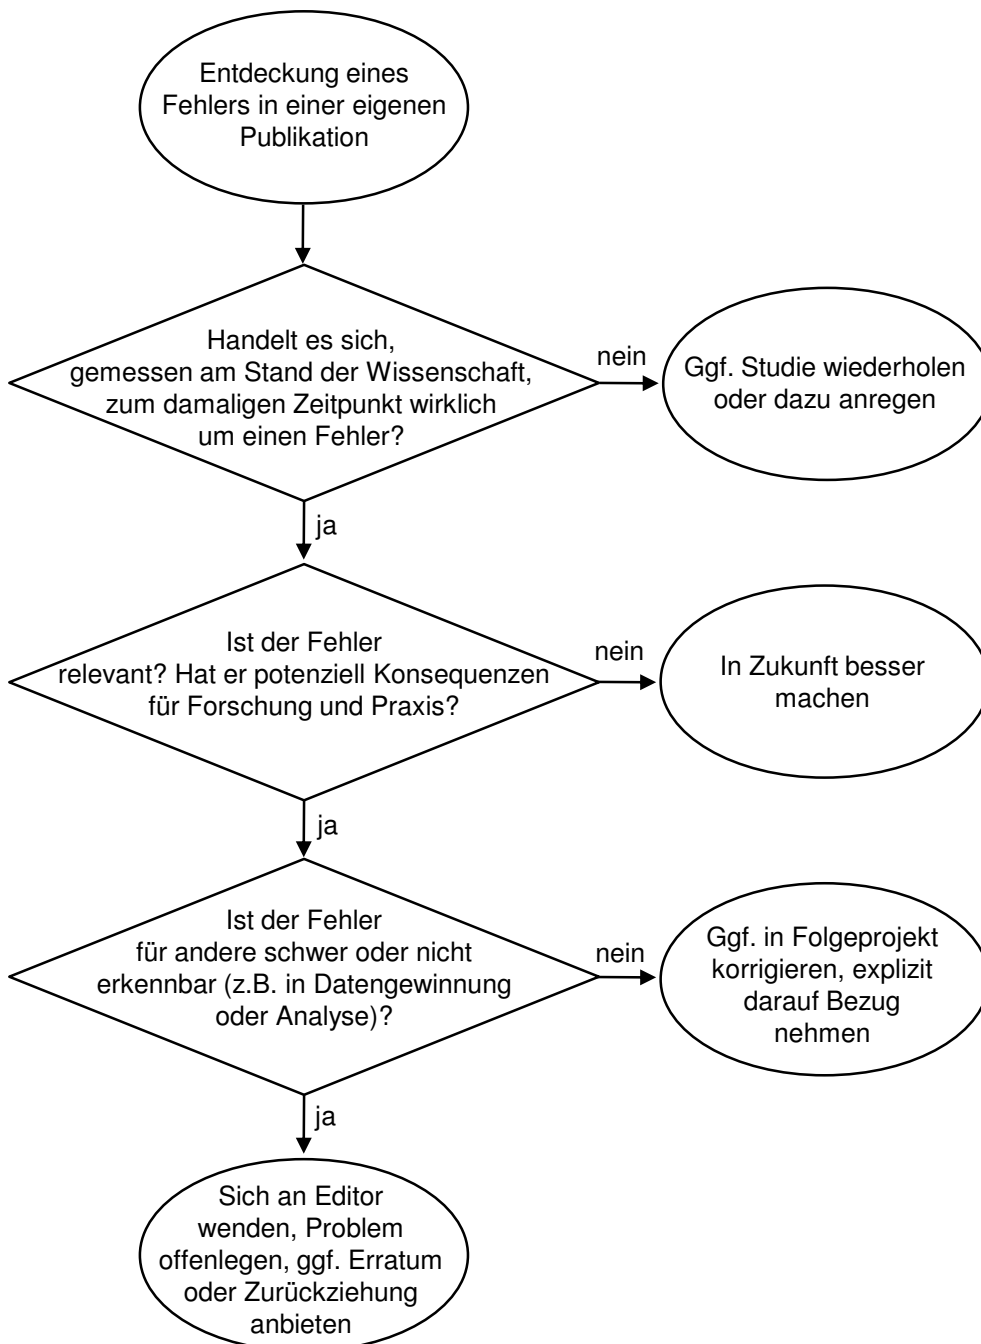 Entdeckung eines
Fehlers in einer eigenen
Publikation
Handelt es sich,
gemessen am Stand der Wissenschaft,
zum damaligen Zeitpunkt wirklich
um einen Fehler?
nein
Ggf. Studie wiederholen
oder dazu anregen
ja
Ist der Fehler
relevant? Hat er potenziell Konsequenzen
für Forschung und Praxis?
nein
In Zukunft besser
machen
ja
Ist der Fehler
für andere schwer oder nicht
erkennbar (z.B. in Datengewinnung
oder Analyse)?
nein
Ggf. in Folgeprojekt
korrigieren, explizit
darauf Bezug
nehmen
ja
Sich an Editor
wenden, Problem
offenlegen, ggf. Erratum
oder Zurückziehung
anbieten